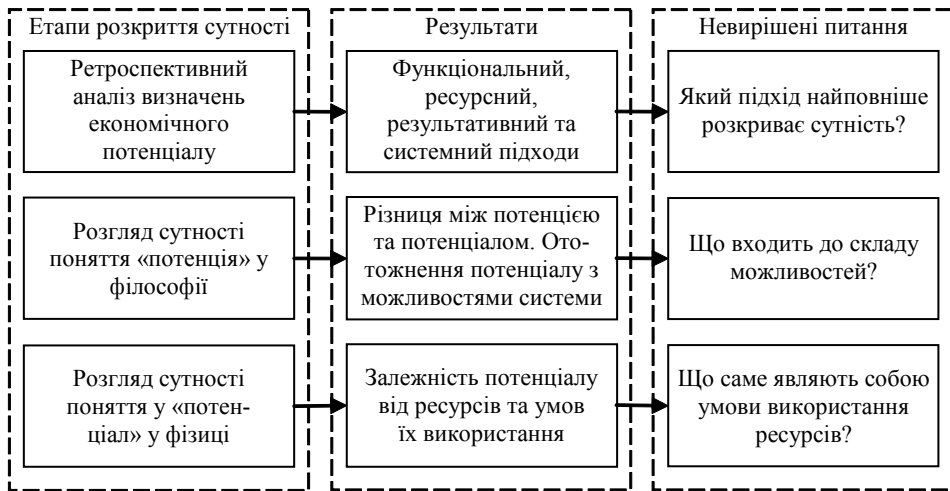 Етапи розкриття сутності
Ретроспективний
аналіз визначень
економічного
потенціалу
Розгляд сутності
поняття «потенція» у
філософії
Розгляд сутності
поняття у «потен-
ціал» у фізиці
Результати
Функціональний,
ресурсний,
результативний та
системний підходи
Різниця між потенцією
та потенціалом. Ото-
тожнення потенціалу з
можливостями системи
Залежність потенціалу
від ресурсів та умов
їх використання
Невирішені питання
Який підхід найповніше
розкриває сутність?
Що входить до складу
можливостей?
Що саме являють собою
умови використання
ресурсів?